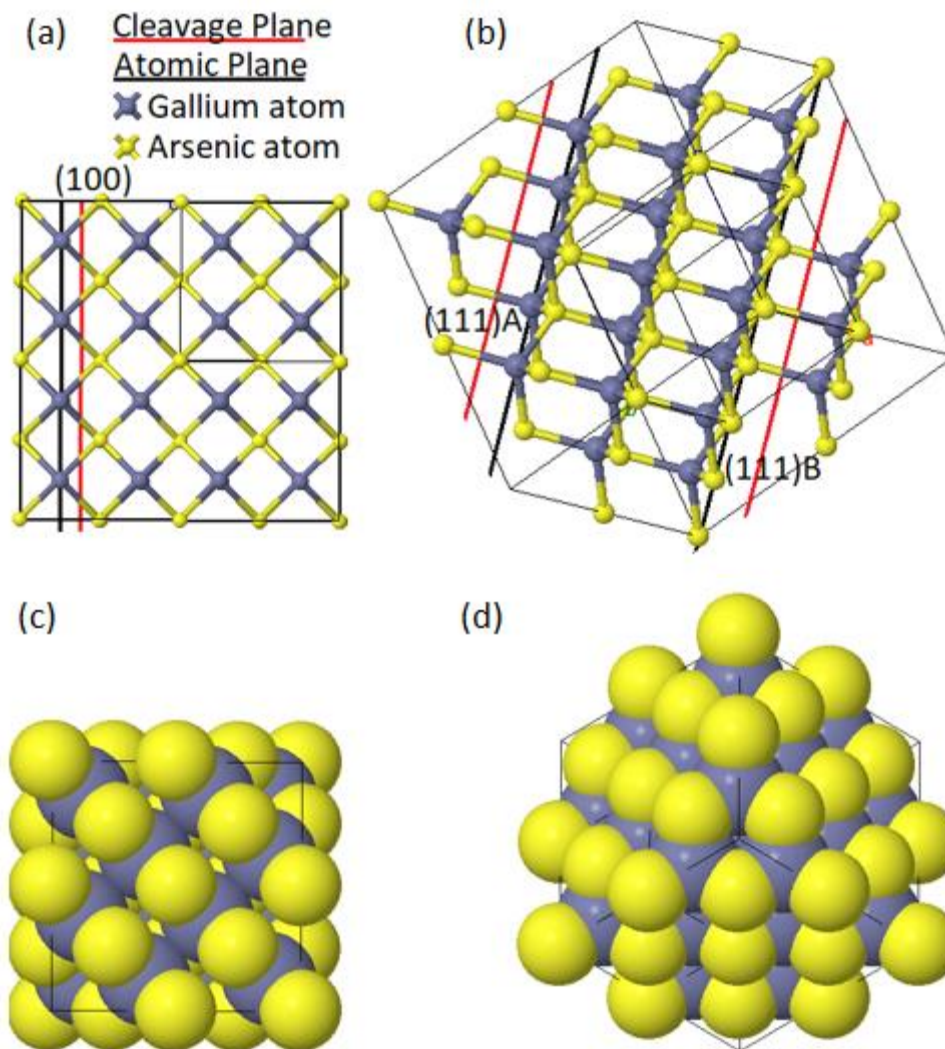 (a)
Cleavage Plane
Atomic Plane
Gallium atom
Arsenic atom
(100)
(b)
(111)A
(111)B
(c)
(d)